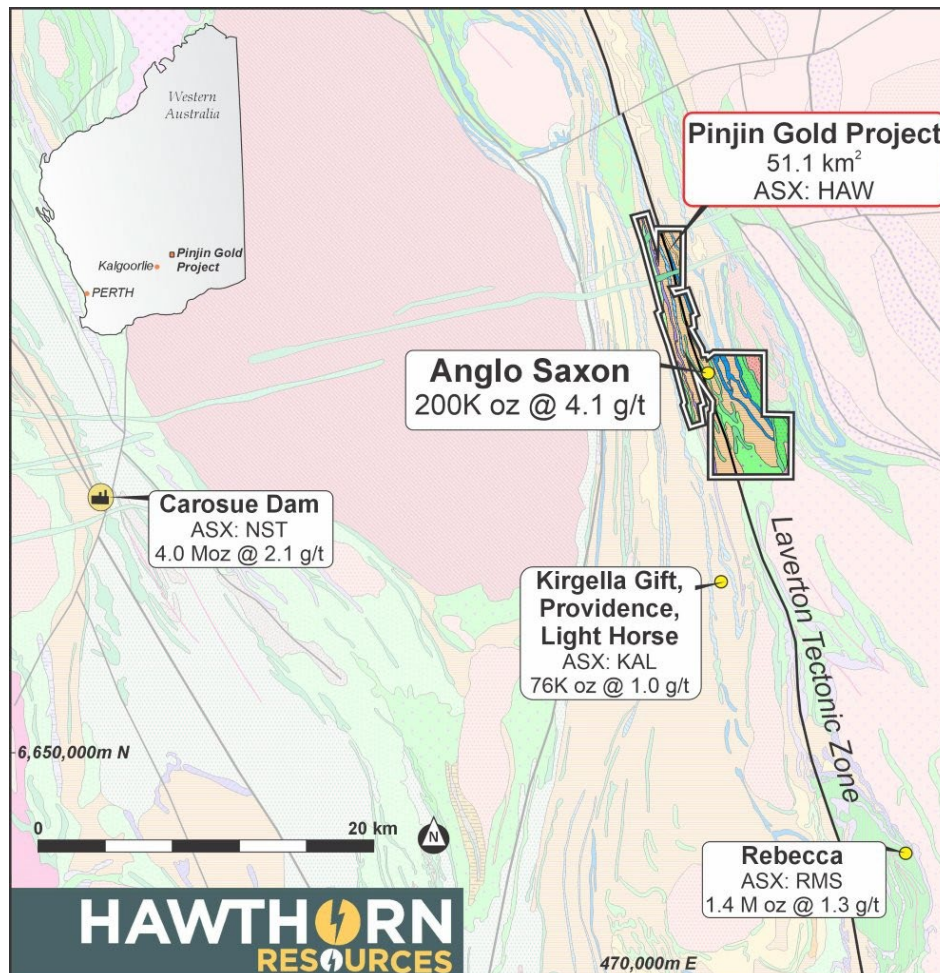 Western
Australia
Pinjin Gold
Project
Kalgoorlie
PERTH
Pinjin Gold Project
51.1 km²
ASX: HAW
Anglo Saxon
200K oz @ 4.1 g/t
Carosue Dam
ASX: NST
4.0 Moz @ 2.1 g/t
Kirgella Gift,
Providence,
Light Horse
ASX: KAL
76K oz @ 1.0 g/t
Laverton Tectonic Zone
6,650,000m N
0 20 km
N
Rebecca
ASX: RMS
1.4 M oz @ 1.3 g/t
HAWTHORN
RESOURCES
470,000m E